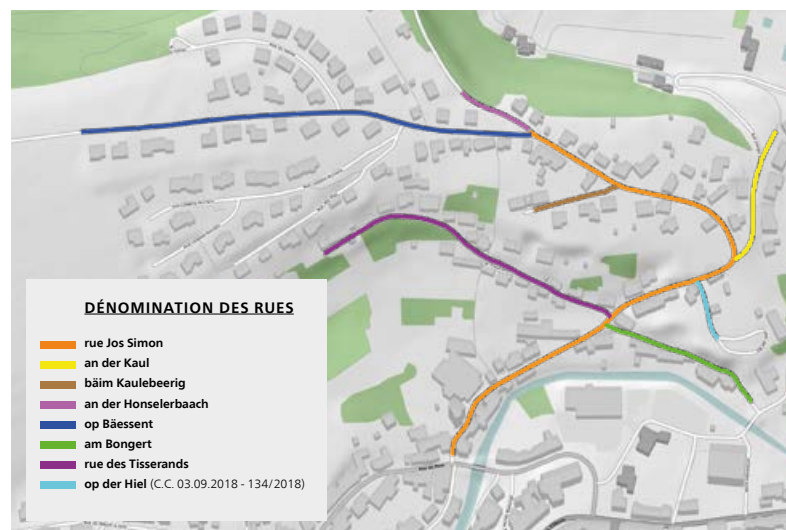 DÉNOMINATION DES RUES
rue Jos Simon
an der Kaul
bäim Kaulebeerig
an der Honselerbaach
op Bäessent
am Bongert
rue des Tisserands
op der Hiel (C.C. 03.09.2018 - 134/2018)